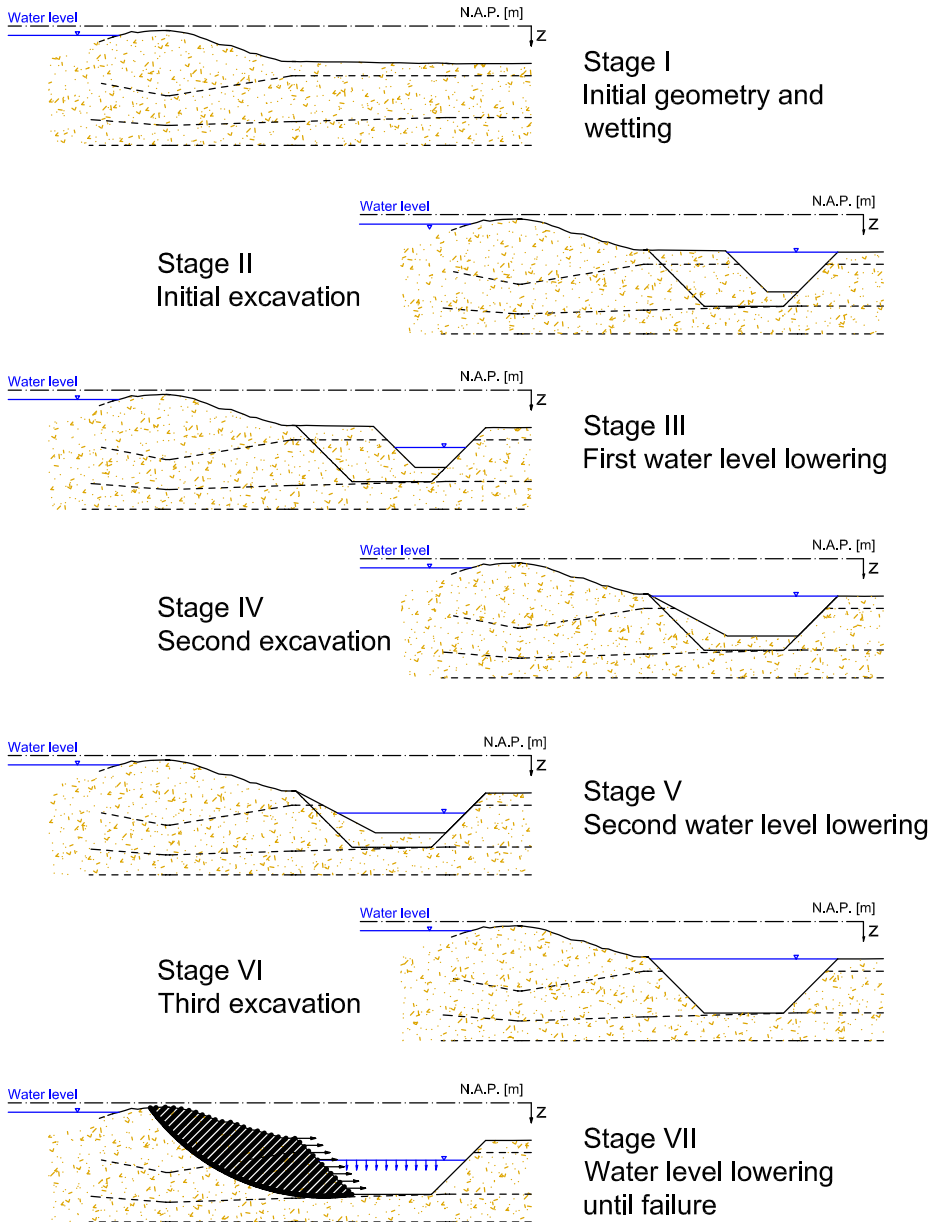 N.A.P. [m]
Water level
Z
Stage I
Initial geometry and
wetting
N.A.P. [m]
Water level
Z
Stage II
Initial excavation
N.A.P. [m]
Water level
Z
Stage III
First water level lowering
N.A.P. [m]
Water level
Z
Stage IV
Second excavation
N.A.P. [m]
Water level
Z
Stage V
Second water level lowering
N.A.P. [m]
Water level
Z
Stage VI
Third excavation
N.A.P. [m]
Water level
Z
Stage VII
Water level lowering
until failure